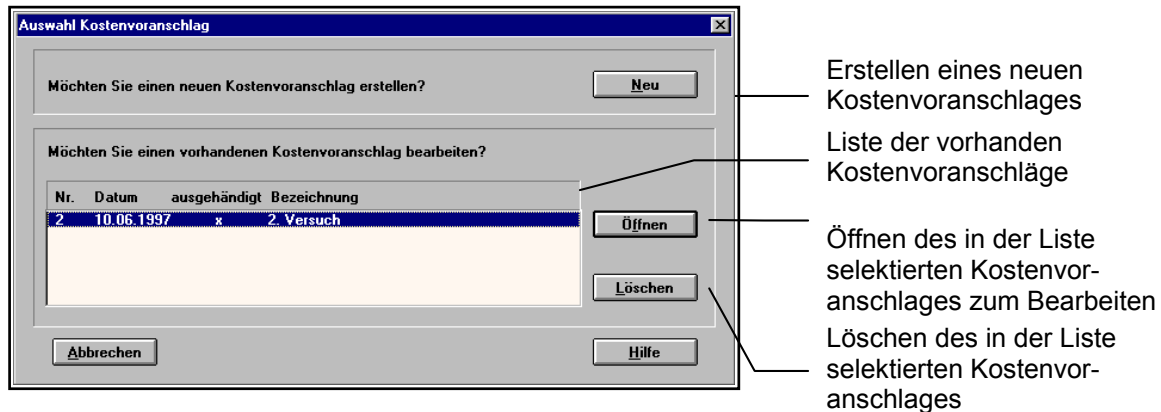 Auswahl Kostenvoranschlag
Möchten Sie einen neuen Kostenvoranschlag erstellen?
Neu
Möchten Sie einen vorhandenen Kostenvoranschlag bearbeiten?
Nr. Datum ausgehändigt Bezeichnung
2 10.06.1997 x 2. Versuch
Öffnen
Löschen
Abbrechen
Hilfe
Erstellen eines neuen
Kostenvoranschlages
Liste der vorhanden
Kostenvoranschläge
Öffnen des in der Liste
selektierten Kostenvor-
anschlages zum Bearbeiten
Löschen des in der Liste
selektierten Kostenvor-
anschlages